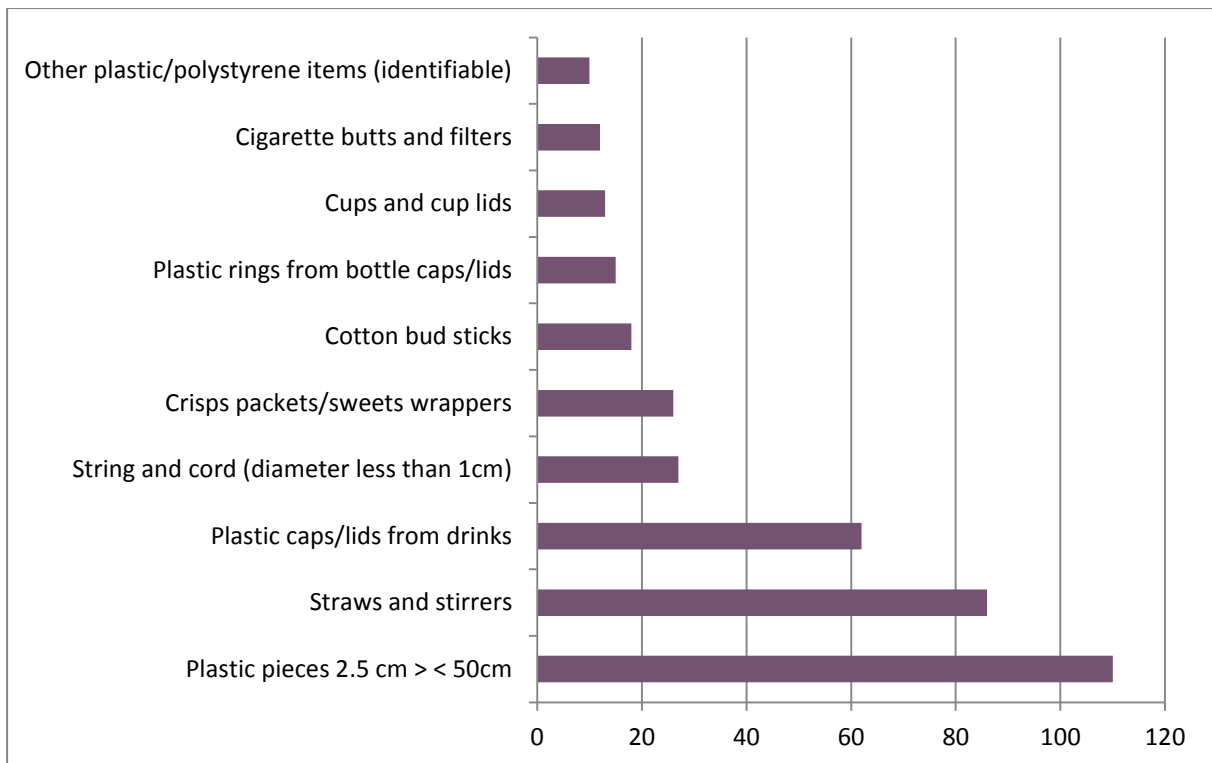 Other plastic/polystyrene items (identifiable)
Cigarette butts and filters
Cups and cup lids
Plastic rings from bottle caps/lids
Cotton bud sticks
Crisps packets/sweets wrappers
String and cord (diameter less than 1cm)
Plastic caps/lids from drinks
Straws and stirrers
Plastic pieces 2.5 cm > < 50cm
0 20 40 60 80 100 120